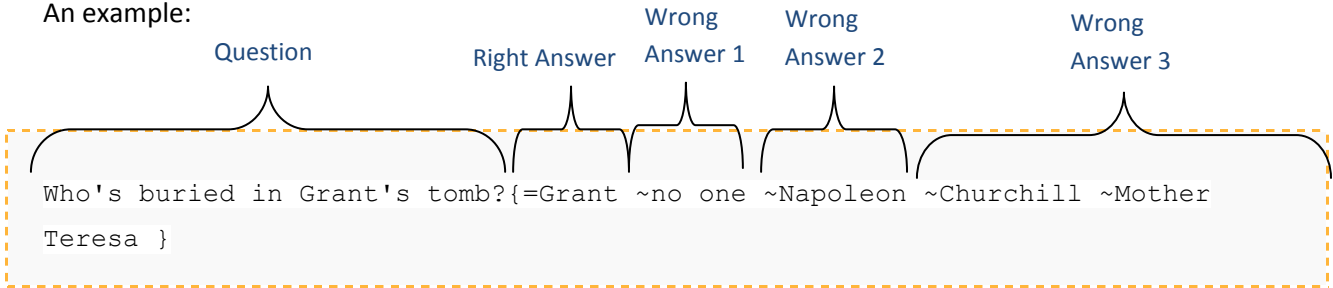 An example:
Question
Right Answer
Wrong
Answer 1
Wrong
Answer 2
Wrong
Answer 3
Who's buried in Grant's tomb?{=Grant ~no one ~Napoleon ~Churchill ~Mother
Teresa }